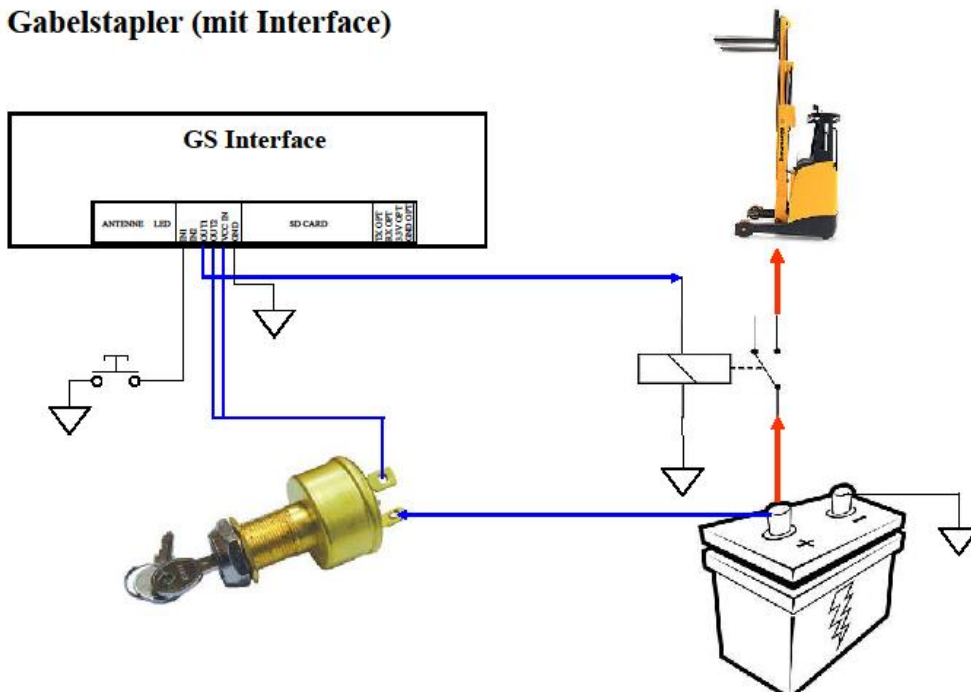 Gabelstapler (mit Interface)
GS Interface
ANTENNE LED IN1 IN2 OUT1 OUT2 VCC IN GND SD CARD TX OPT RX OPT 3.3V OPT GND OPT
+
-